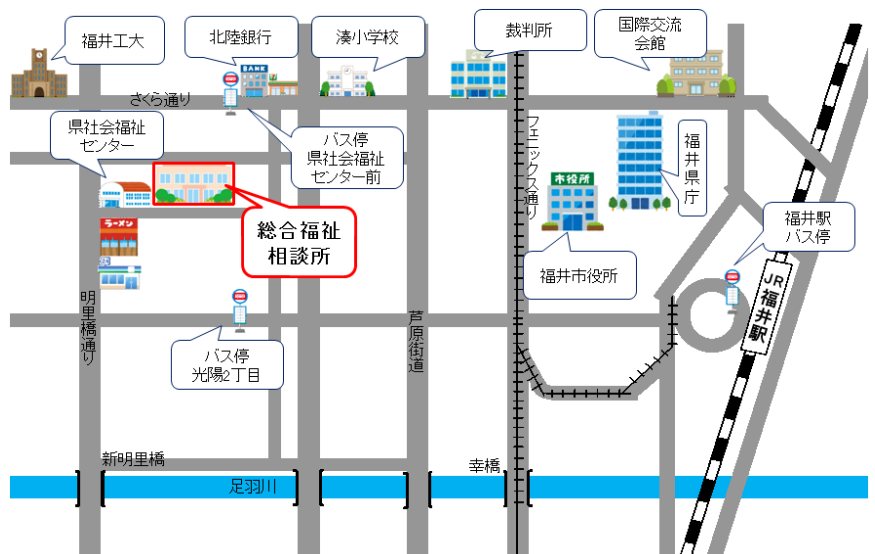 福井工大
北陸銀行
湊小学校
裁判所
国際交流
会館
BANK
さくら通り
県社会福祉
センター
バス停
県社会福祉
センター前
フェニックス通り
市役所
福井県庁
総合福祉
相談所
ラーメン
福井市役所
福井駅
バス停
JR
福井駅
明里橋通り
バス停
光陽2丁目
芦原街道
新明里橋
幸橋
足羽川